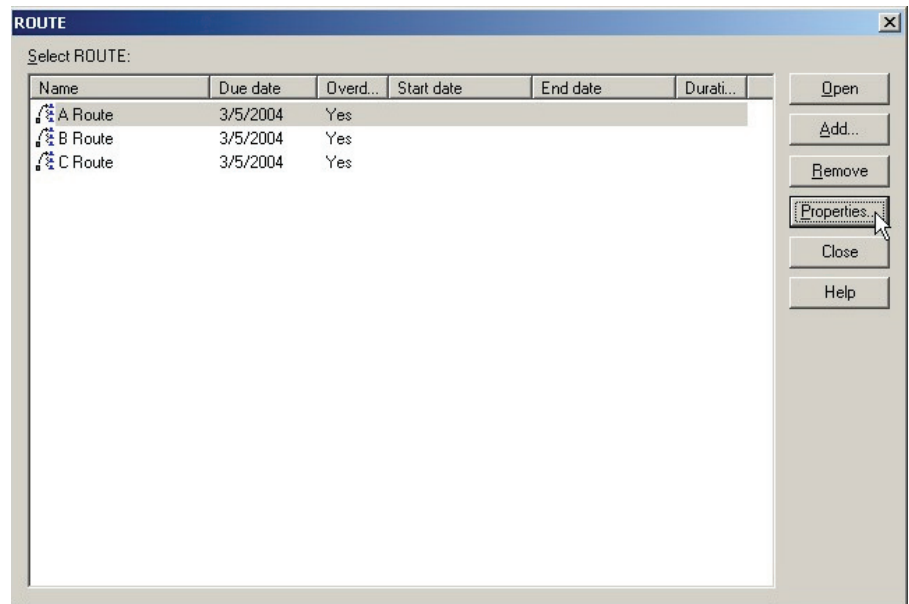 ROUTE
Select ROUTE:
Name Due date Overd... Start date End date Durati...
A Route 3/5/2004 Yes
B Route 3/5/2004 Yes
C Route 3/5/2004 Yes
Open
Add...
Remove
Properties...
Close
Help